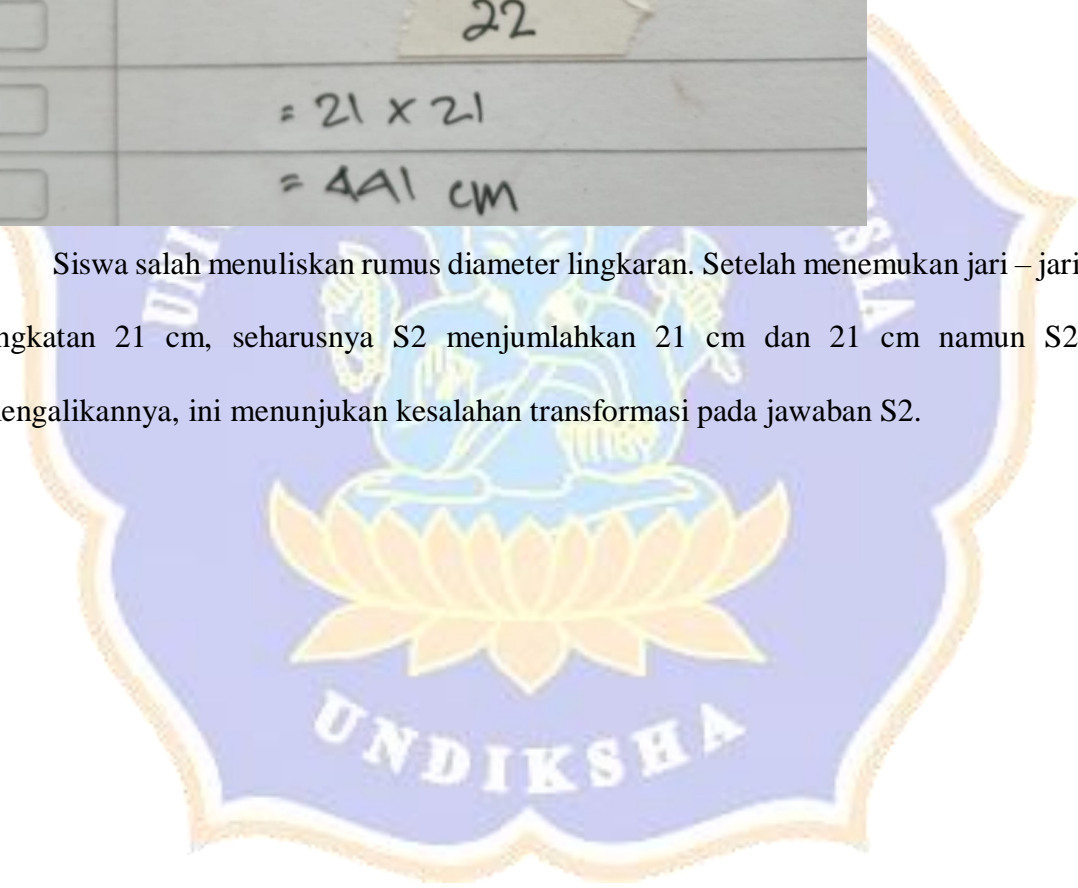 22
= 21 x 21
= 441 cm
Siswa salah menuliskan rumus diameter lingkaran. Setelah menemukan jari – jari
ngkatan 21 cm, seharusnya S2 menjumlahkan 21 cm dan 21 cm namun S2
engalikannya, ini menunjukan kesalahan transformasi pada jawaban S2.
UNDIKSHA